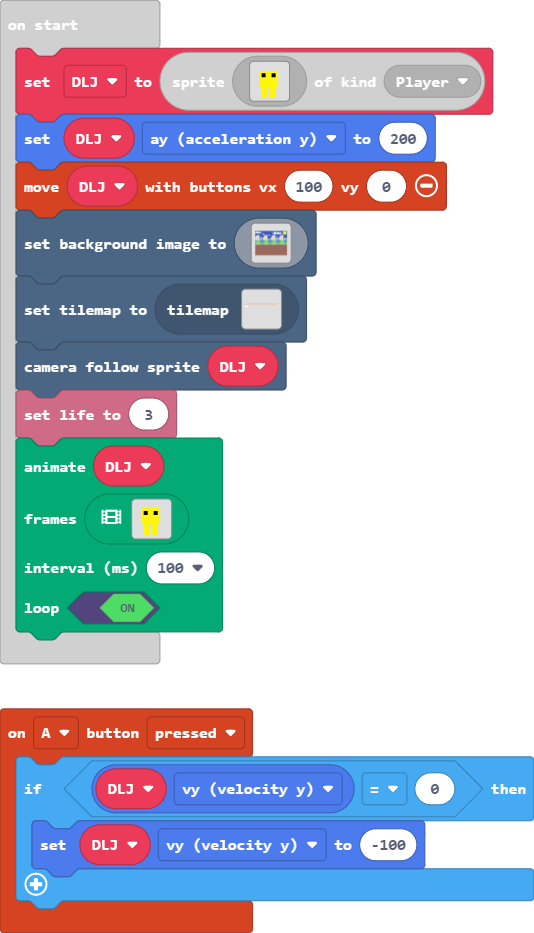 on start
set DLJ to sprite of kind Player
set DLJ ay (acceleration y) to 200
move DLJ with buttons vx 100 vy 0
set background image to
set tilemap to tilemap
camera follow sprite DLJ
set life to 3
animate DLJ
frames
interval (ms) 100
loop ON
on A button pressed
if DLJ vy (velocity y) = 0 then
set DLJ vy (velocity y) to -100